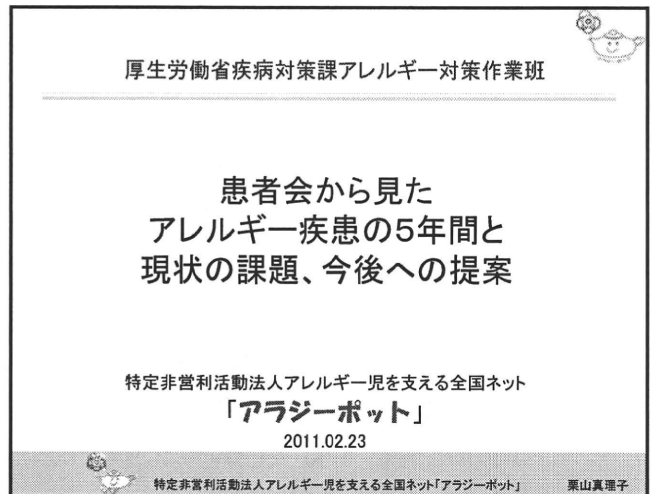 厚生労働省疾病対策課アレルギー対策作業班
患者会から見た
アレルギー疾患の5年間と
現状の課題、今後への提案
特定非営利活動法人アレルギー児を支える全国ネット
「アラジーポット」
2011.02.23
特定非営利活動法人アレルギー児を支える全国ネット「アラジーポット」 栗山真理子